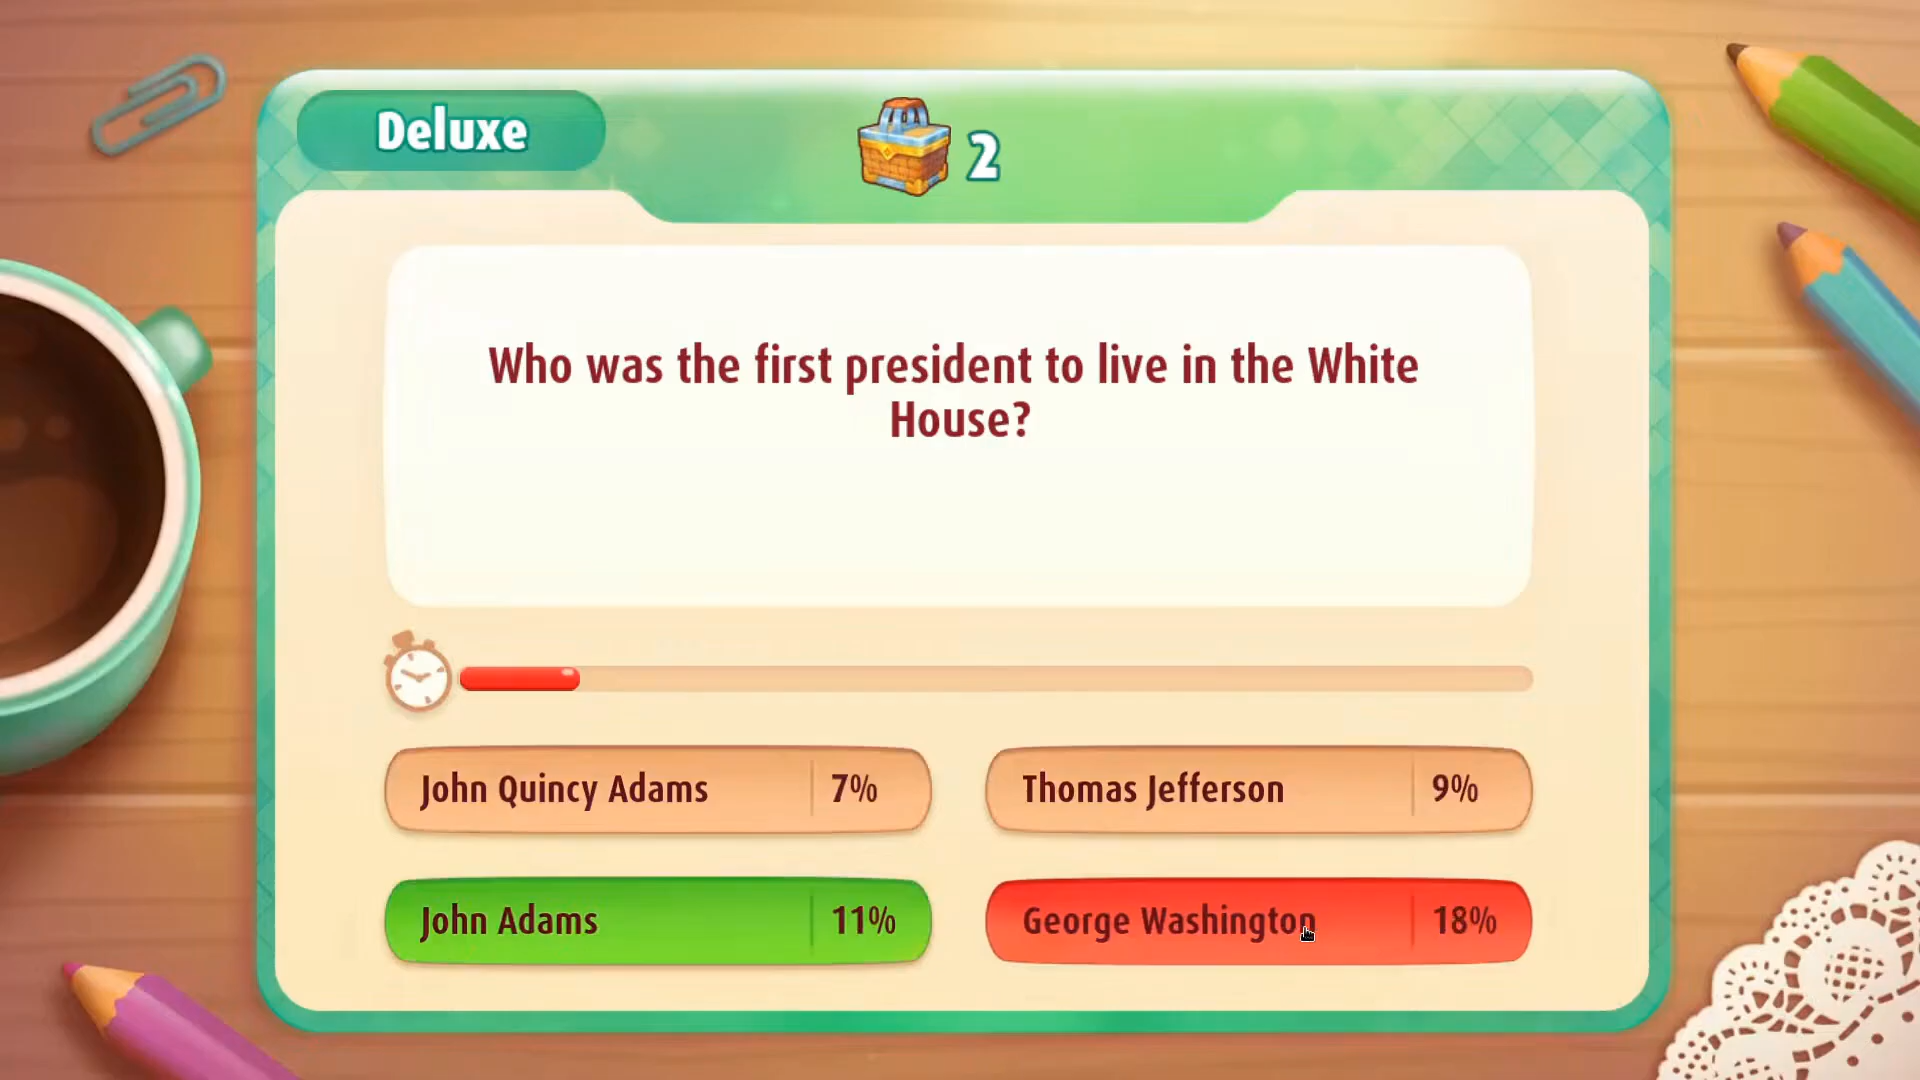 Deluxe
2
Who was the first president to live in the White
House?
John Quincy Adams 7%
Thomas Jefferson 9%
John Adams 11%
George Washington 18%